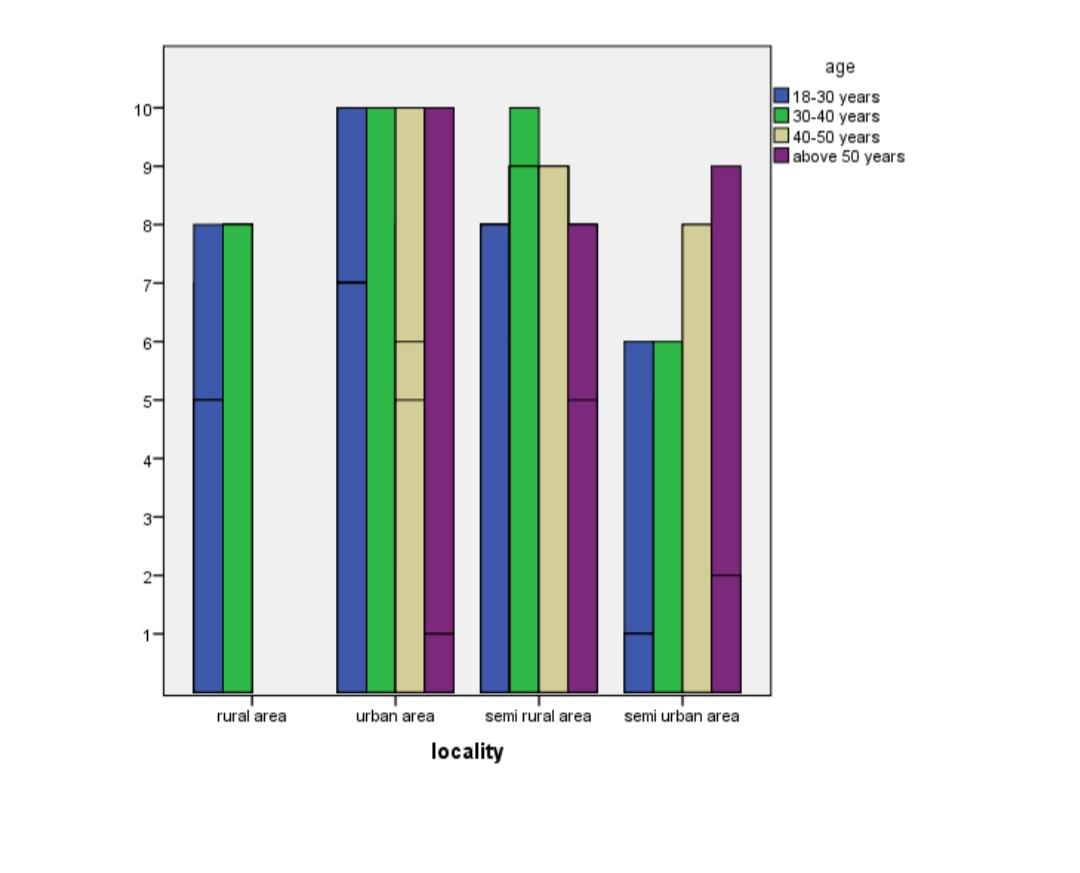 age
18-30 years
30-40 years
40-50 years
above 50 years
10
9
8
7
6
5
4
3
2
1
rural area urban area semi rural area semi urban area
locality